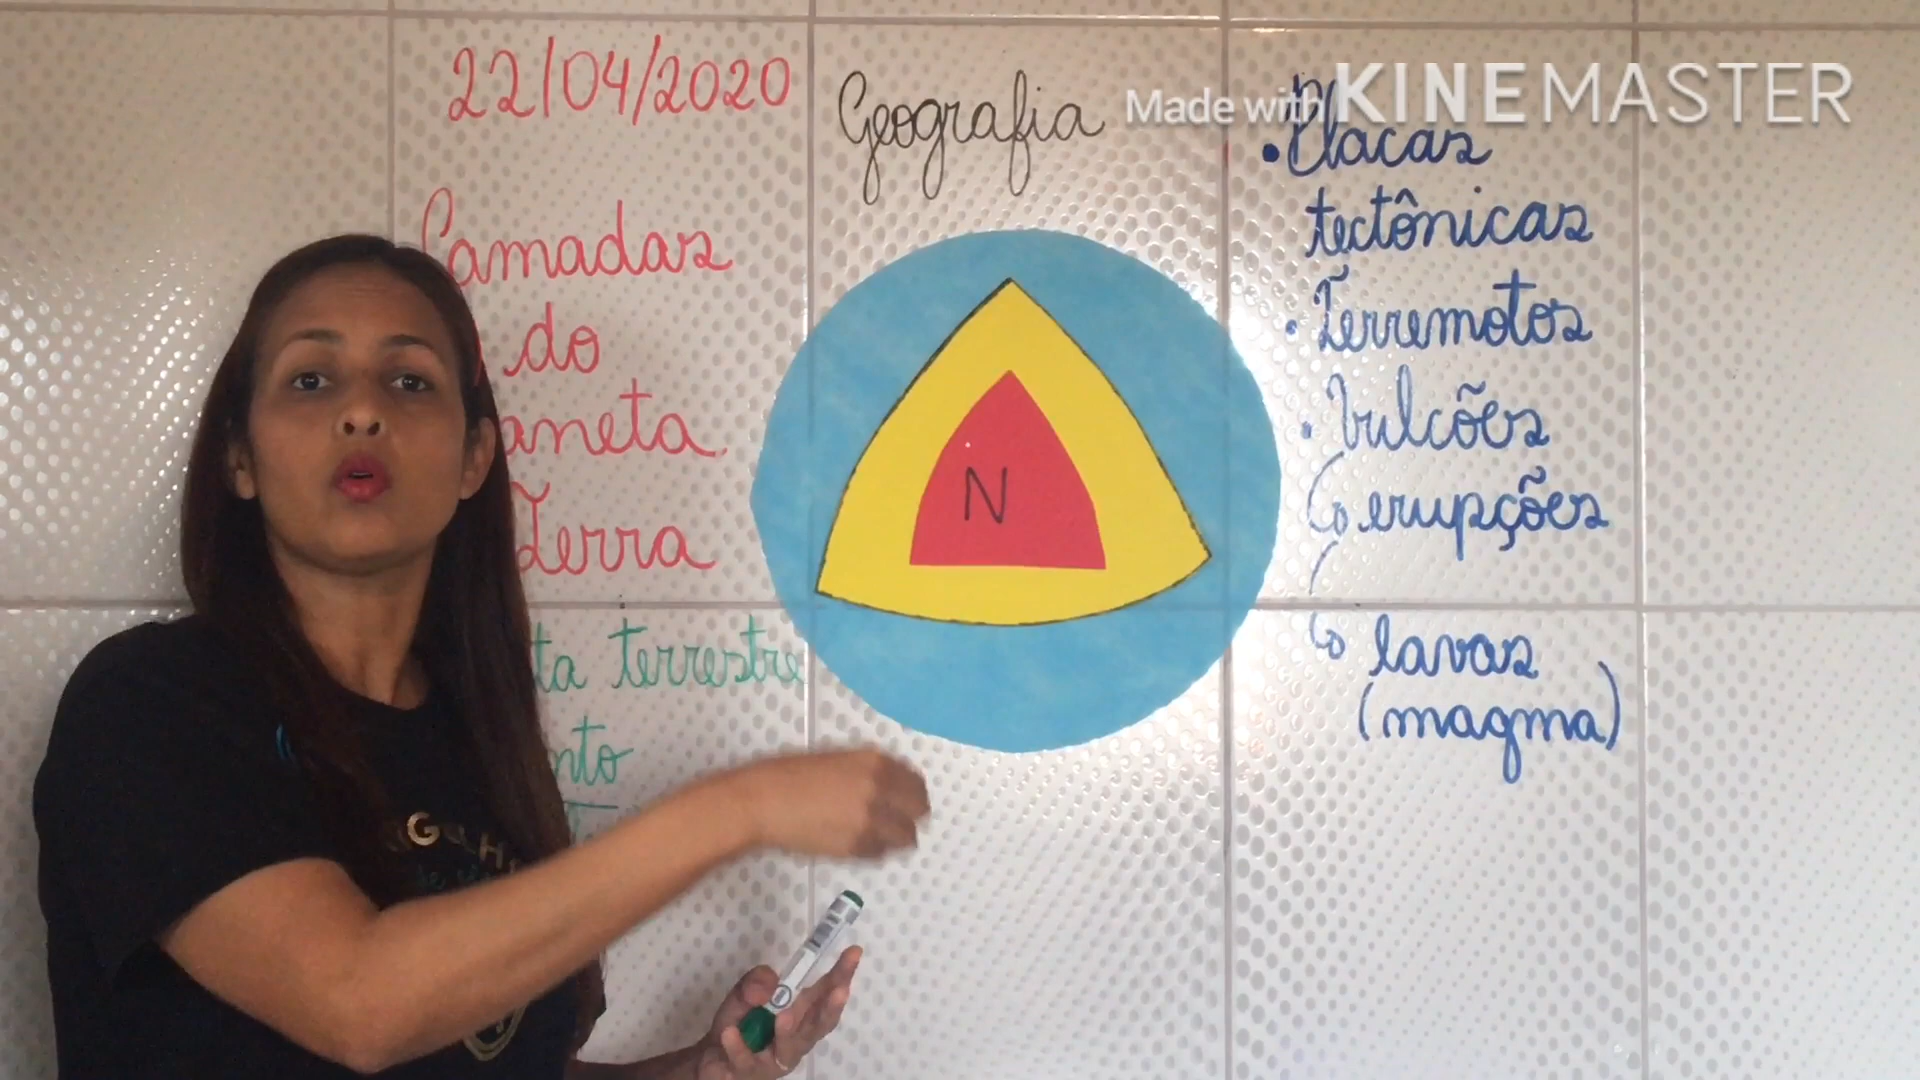 22/04/2020
Geografia
Made with KINEMASTER
Camadas
do
aneta
Terra
ta terrestre
nto
N
• Placas
tectônicas
• Terremotos
• Vulcões
erupções
lavas
(magma)